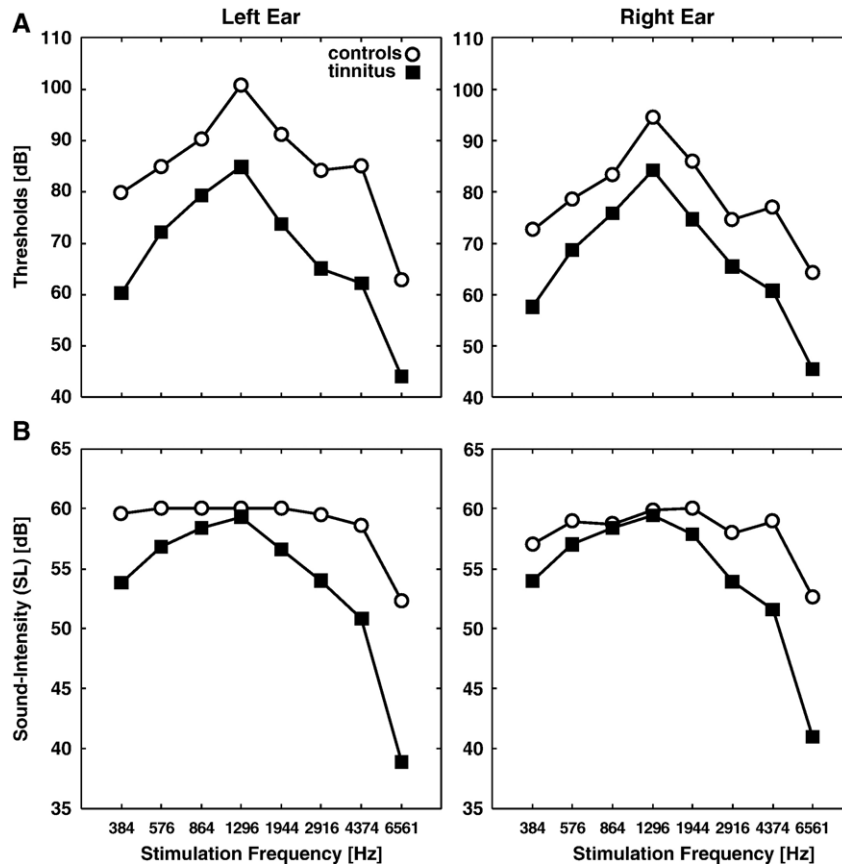 A
Left Ear
Right Ear
controls
tinnitus
Thresholds [dB]
110
100
90
80
70
60
50
40
110
100
90
80
70
60
50
40
B
Sound-Intensity (SL) [dB]
65
60
55
50
45
40
35
65
60
55
50
45
40
35
384 576 864 1296 1944 2916 4374 6561
384 576 864 1296 1944 2916 4374 6561
Stimulation Frequency [Hz]
Stimulation Frequency [Hz]